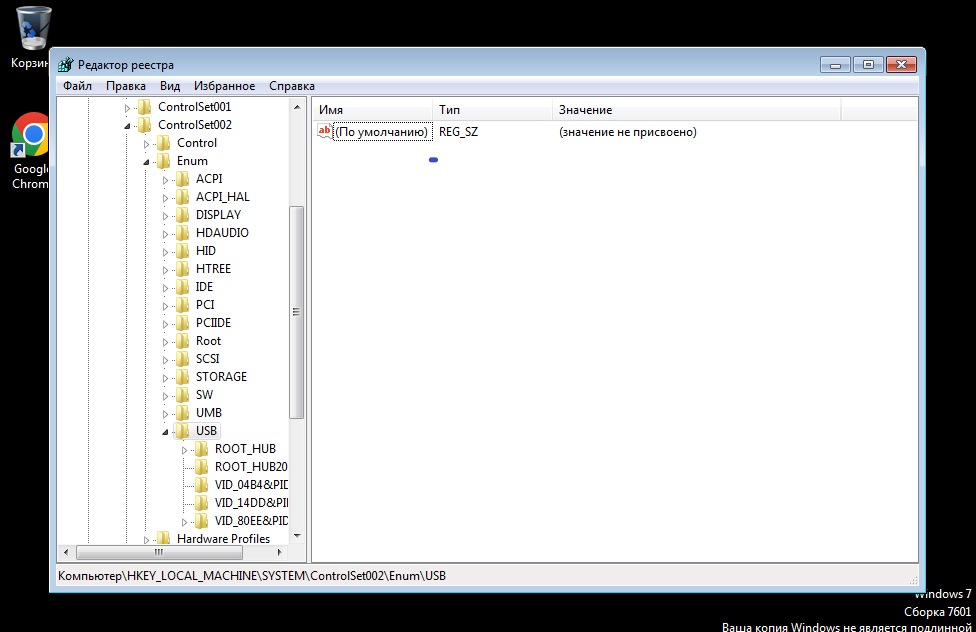 Корзин
Google
Chrom
Редактор реестра
Файл Правка Вид Избранное Справка
ControlSet001
ControlSet002
Control
Enum
ACPI
ACPI_HAL
DISPLAY
HDAUDIO
HID
HTREE
IDE
PCI
PCIIDE
Root
SCSI
STORAGE
SW
UMB
USB
ROOT_HUB
ROOT_HUB20
VID_04B4&PID
VID_14DD&PI
VID_80EE&PID
Hardware Profiles
Имя Тип Значение
ab (По умолчанию) REG_SZ (значение не присвоено)
Компьютер\HKEY_LOCAL_MACHINE\SYSTEM\ControlSet002\Enum\USB
Windows 7
Сборка 7601
Ваша копия Windows не является подлинной